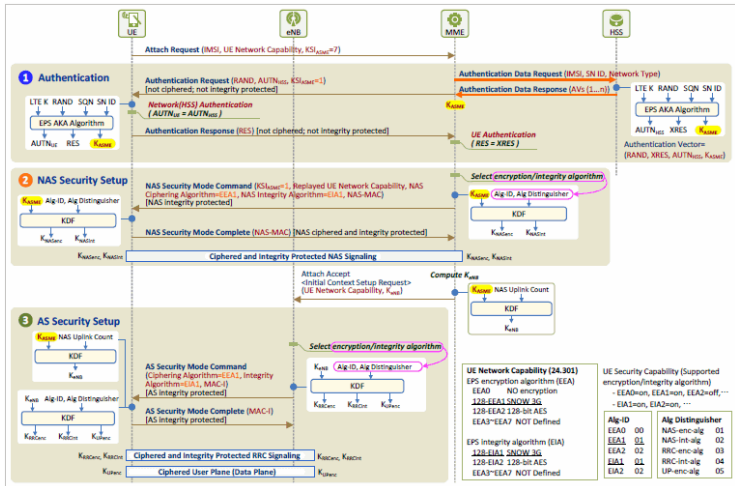 UE
eNB
MME
HSS
Attach Request (IMSI, UE Network Capability, KSIASME=7)
1 Authentication
Authentication Request (RAND, AUTNHSS, KSIASME=1)
[not ciphered; not integrity protected]
Authentication Data Request (IMSI, SN ID, Network Type)
Authentication Data Response (AVs {1...n})
KASME
LTE K RAND SQN SN ID
EPS AKA Algorithm
AUTNUE RES KASME
Network(HSS) Authentication
( AUTNUE = AUTNHSS )
LTE K RAND SQN SN ID
EPS AKA Algorithm
AUTNHSS XRES KASME
Authentication Response (RES) [not ciphered; not integrity protected]
UE Authentication
( RES = XRES )
Authentication Vector=
(RAND, XRES, AUTNHSS, KASME)
2 NAS Security Setup
Select encryption/integrity algorithm
NAS Security Mode Command (KSIASME=1, Replayed UE Network Capability, NAS
Ciphering Algorithm=EEA1, NAS Integrity Algorithm=EIA1, NAS-MAC)
[NAS integrity protected]
KASME Alg-ID, Alg Distinguisher
KDF
KNASenc KNASint
KASME Alg-ID, Alg Distinguisher
KDF
KNASenc KNASint
NAS Security Mode Complete (NAS-MAC) [NAS ciphered and integrity protected]
KNASenc, KNASint
Ciphered and Integrity Protected NAS Signaling
KNASenc, KNASint
Attach Accept
<Initial Context Setup Request>
(UE Network Capability, KeNB)
Compute KeNB
KASME NAS Uplink Count
KDF
KeNB
3 AS Security Setup
KASME NAS Uplink Count
KDF
KeNB
Select encryption/integrity algorithm
AS Security Mode Command
(Ciphering Algorithm=EEA1, Integrity
Algorithm=EIA1, MAC-I)
[AS integrity protected]
KeNB Alg-ID, Alg Distinguisher
KDF
KRRCenc KRRCint KUPenc
KeNB Alg-ID, Alg Distinguisher
KDF
KRRCenc KRRCint KUPenc
AS Security Mode Complete (MAC-I)
[AS integrity protected]
KRRCenc, KRRCint
Ciphered and Integrity Protected RRC Signaling
KRRCenc, KRRCint
KUPenc
Ciphered User Plane (Data Plane)
KUPenc
UE Network Capability (24.301)
EPS encryption algorithm (EEA)
EEA0 NO encryption
128-EEA1 SNOW 3G
128-EEA2 128-bit AES
EEA3~EEA7 NOT Defined
EPS integrity algorithm (EIA)
128-EIA1 SNOW 3G
128-EIA2 128-bit AES
EEA3~EEA7 NOT Defined
UE Security Capability (Supported
encryption/integrity algorithm)
- EEA0=on, EEA1=on, EEA2=off,⋯
- EIA1=on, EIA2=on, ⋯
Alg-ID
EEA0 00
EEA1 01
EEA2 02
EIA1 01
EIA2 02
Alg Distinguisher
NAS-enc-alg 01
NAS-int-alg 02
RRC-enc-alg 03
RRC-int-alg 04
UP-enc-alg 05